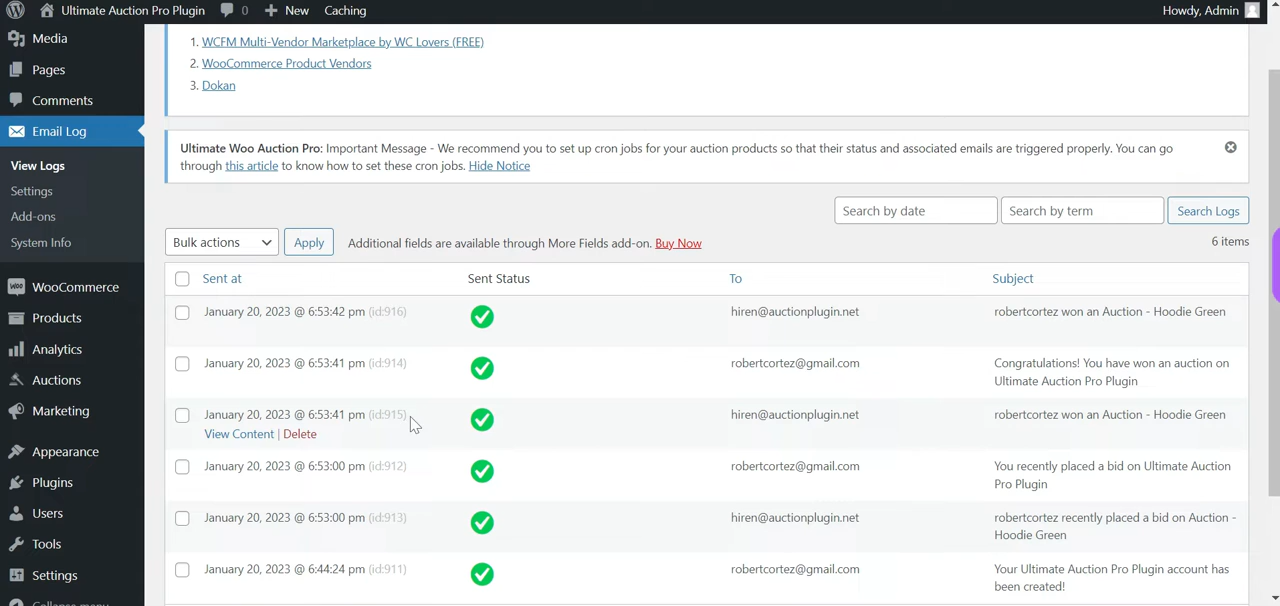 Ultimate Auction Pro Plugin 0 New Caching Howdy, Admin
Media
Pages
Comments
Email Log
View Logs
Settings
Add-ons
System Info
WooCommerce
Products
Analytics
Auctions
Marketing
Appearance
Plugins
Users
Tools
Settings
Collapse menu
1. WCFM Multi-Vendor Marketplace by WC Lovers (FREE)
2. WooCommerce Product Vendors
3. Dokan
Ultimate Woo Auction Pro: Important Message - We recommend you to set up cron jobs for your auction products so that their status and associated emails are triggered properly. You can go
through this article to know how to set these cron jobs. Hide Notice
Search by date Search by term Search Logs
Bulk actions Apply Additional fields are available through More Fields add-on. Buy Now 6 items
Sent at Sent Status To Subject
January 20, 2023 @ 6:53:42 pm (id:916) hiren@auctionplugin.net robertcortez won an Auction - Hoodie Green
January 20, 2023 @ 6:53:41 pm (id:914) robertcortez@gmail.com Congratulations! You have won an auction on
Ultimate Auction Pro Plugin
January 20, 2023 @ 6:53:41 pm (id:915) hiren@auctionplugin.net robertcortez won an Auction - Hoodie Green
View Content | Delete
January 20, 2023 @ 6:53:00 pm (id:912) robertcortez@gmail.com You recently placed a bid on Ultimate Auction
Pro Plugin
January 20, 2023 @ 6:53:00 pm (id:913) hiren@auctionplugin.net robertcortez recently placed a bid on Auction -
Hoodie Green
January 20, 2023 @ 6:44:24 pm (id:911) robertcortez@gmail.com Your Ultimate Auction Pro Plugin account has
been created!